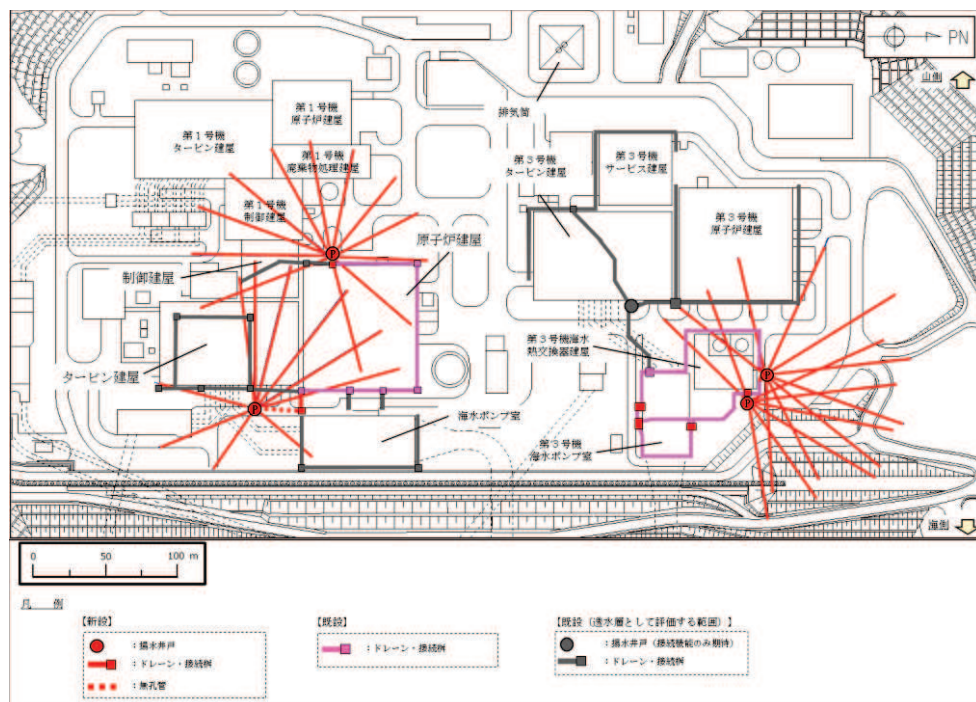 PN
山側
第１号機
原子炉建屋
第１号機
タービン建屋
排気筒
第１号機
廃棄物処理建屋
第３号機
タービン建屋
第３号機
サービス建屋
第１号機
制御建屋
第３号機
原子炉建屋
原子炉建屋
P
制御建屋
第３号機海水
熱交換器建屋
タービン建屋
P
P
P
海水ポンプ室
第３号機
海水ポンプ室
海側
0 50 100 m
凡 例
【新設】
：揚水井戸
：ドレーン・接続桝
：無孔管
【既設】
：ドレーン・接続桝
【既設（透水層として評価する範囲）】
：揚水井戸（接続機能のみ期待）
：ドレーン・接続桝